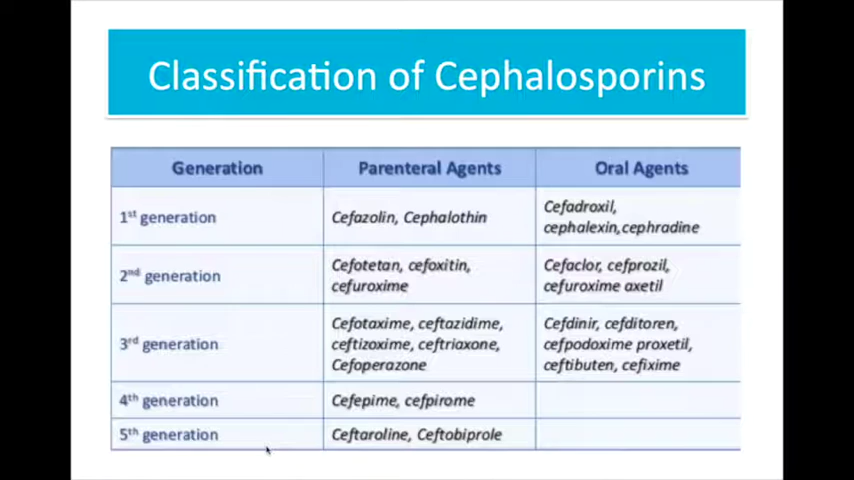 Classification of Cephalosporins
Generation Parenteral Agents Oral Agents
1st generation
Cefazolin, Cephalothin
Cefadroxil,
cephalexin,cephradine
2nd generation
Cefotetan, cefoxitin,
cefuroxime
Cefaclor, cefprozil,
cefuroxime axetil
3rd generation
Cefotaxime, ceftazidime,
ceftizoxime, ceftriaxone,
Cefoperazone
Cefdinir, cefditoren,
cefpodoxime proxetil,
ceftibuten, cefixime
4th generation
Cefepime, cefpirome
5th generation
Ceftaroline, Ceftobiprole